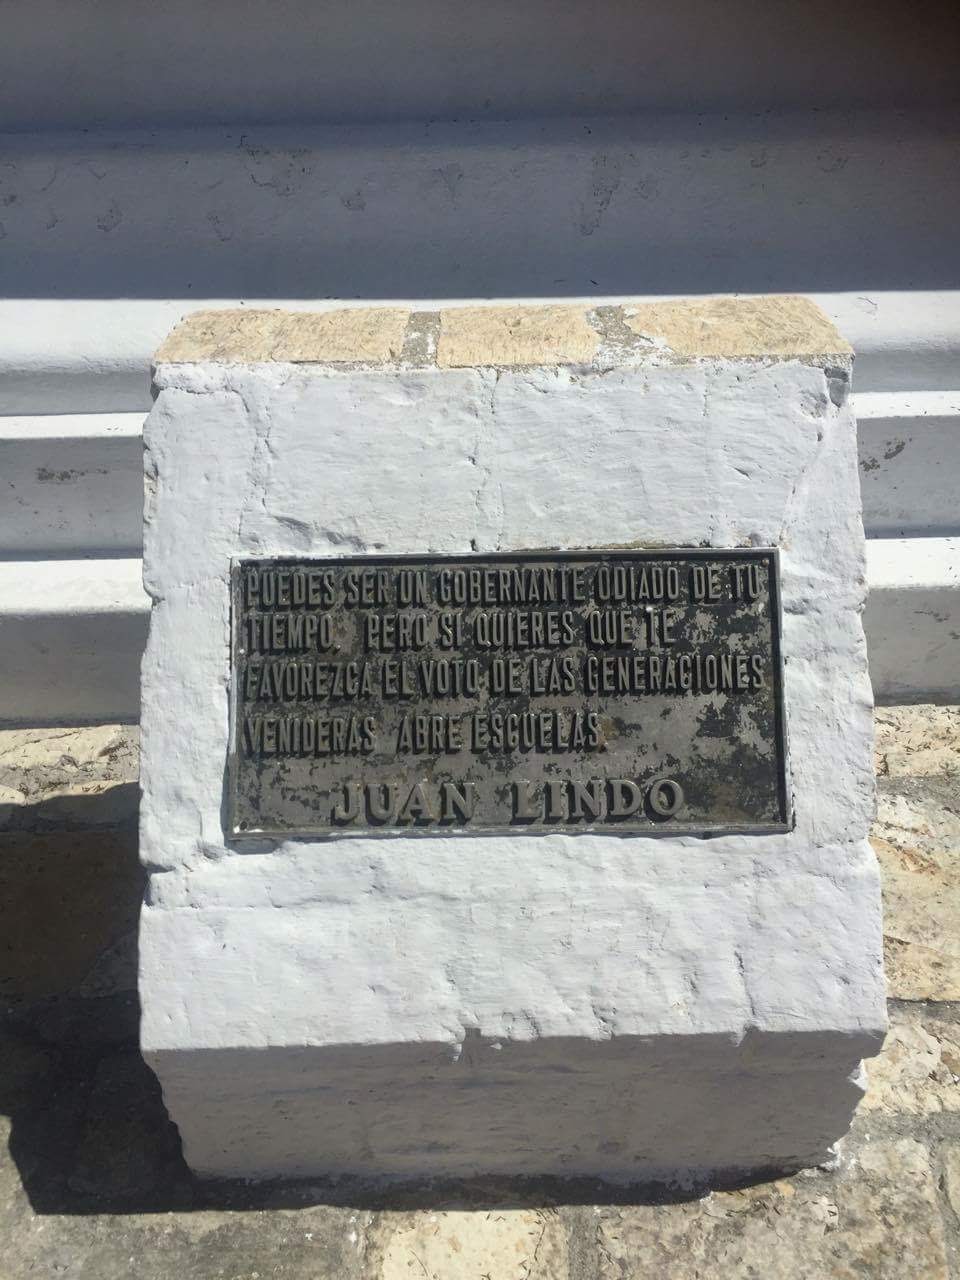 PUEDES SER UN GOBERNANTE ODIADO DE TU
TIEMPO. PERO SI QUIERES QUE TE
FAVOREZCA EL VOTO DE LAS GENERACIONES
VENIDERAS ABRE ESCUELAS.
JUAN LINDO